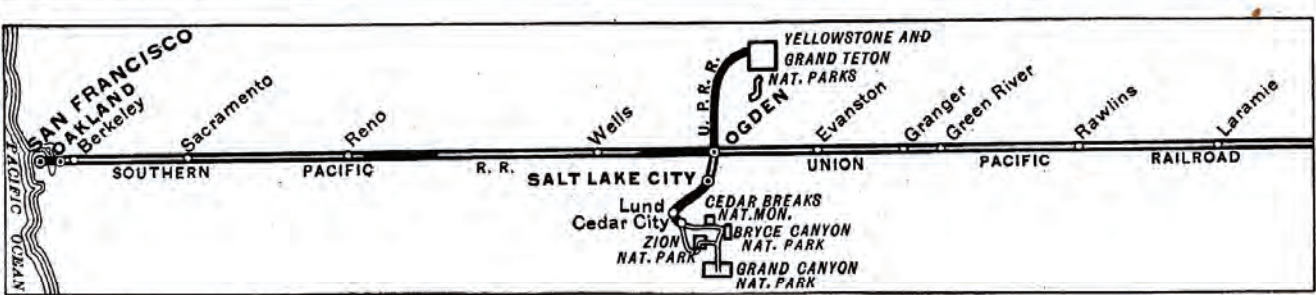 SAN FRANCISCO
OAKLAND
Berkeley
Sacramento
Reno
Wells
U. P. R. R.
OGDEN
YELLOWSTONE AND
GRAND TETON
NAT. PARKS
Evanston
Granger
Green River
Rawlins
Laramie
SOUTHERN PACIFIC R. R.
UNION PACIFIC RAILROAD
SALT LAKE CITY
Lund
Cedar City
CEDAR BREAKS
NAT. MON.
BRYCE CANYON
NAT. PARK
ZION
NAT. PARK
GRAND CANYON
NAT. PARK
PACIFIC OCEAN